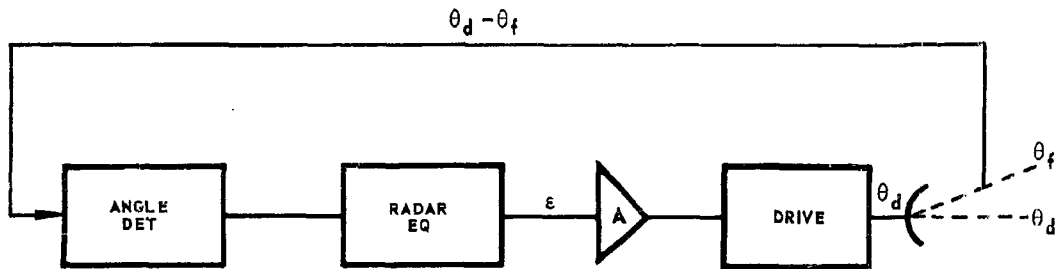 θd – θf
ANGLE
DET
RADAR
EQ
ε
A
DRIVE
θd
θf
θd